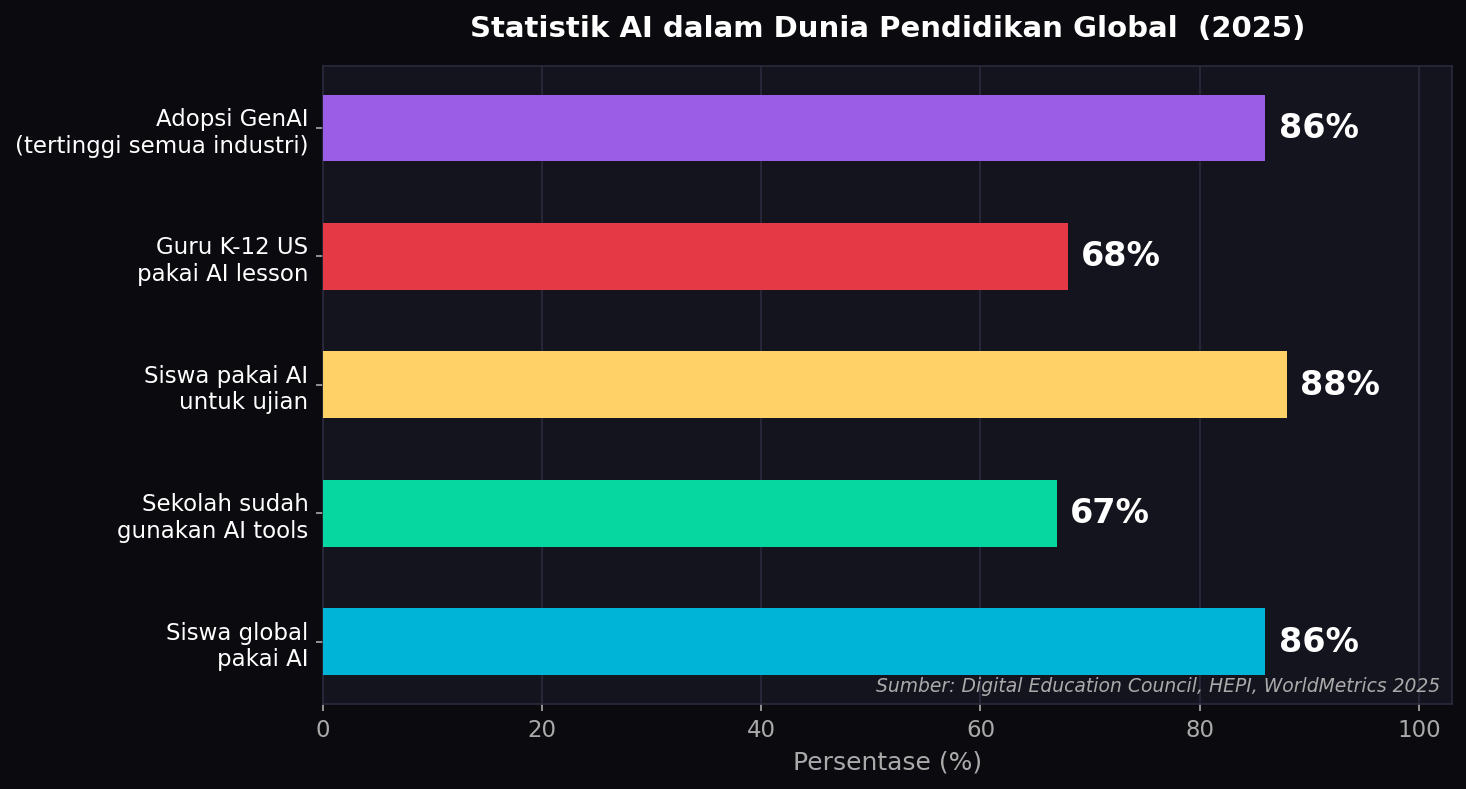 Statistik AI dalam Dunia Pendidikan Global (2025)
Adopsi GenAI
(tertinggi semua industri)
86%
Guru K-12 US
pakai AI lesson
68%
Siswa pakai AI
untuk ujian
88%
Sekolah sudah
gunakan AI tools
67%
Siswa global
pakai AI
86%
Sumber: Digital Education Council, HEPI, WorldMetrics 2025
0 20 40 60 80 100
Persentase (%)